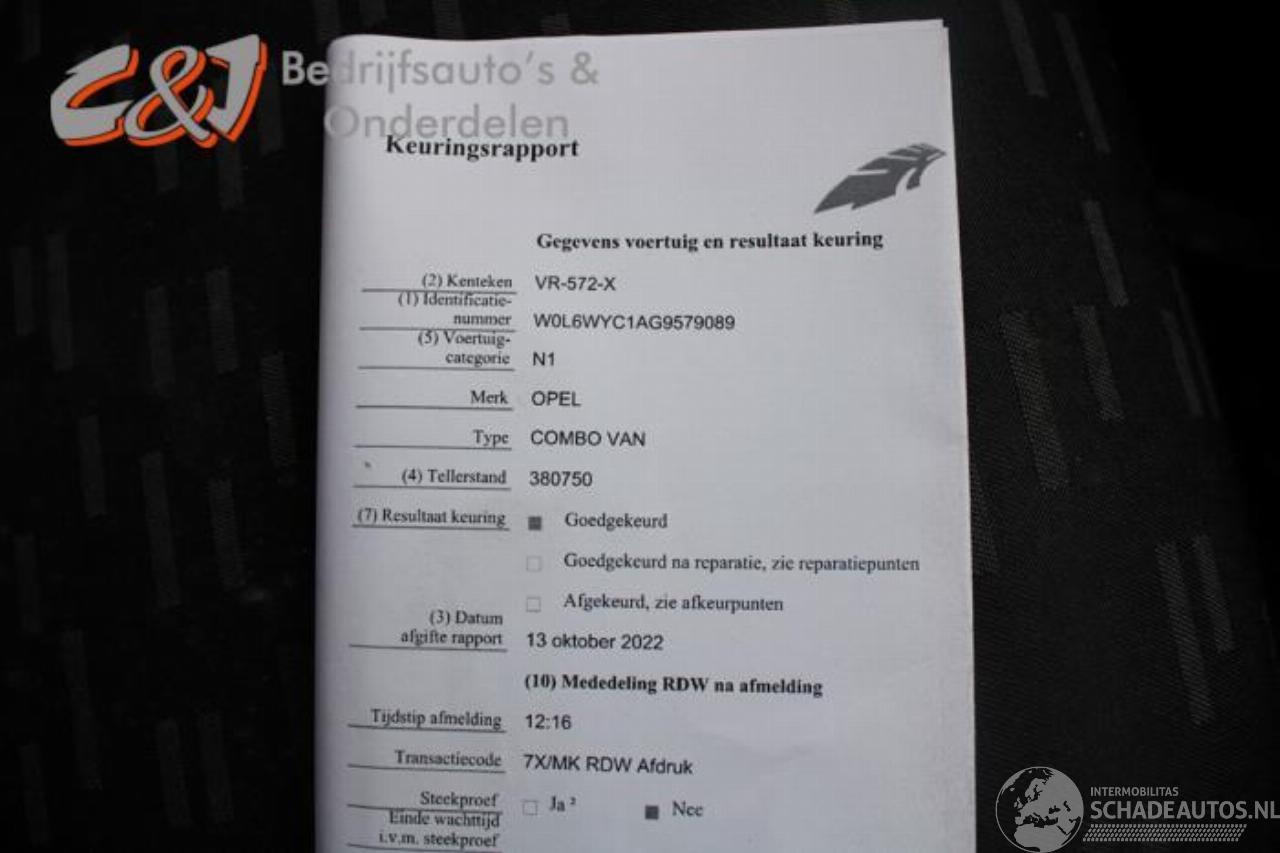 C&J Bedrijfsauto's &
Onderdelen
Keuringsrapport
Gegevens voertuig en resultaat keuring
(2) Kenteken VR-572-X
(1) Identificatie-
nummer W0L6WYC1AG9579089
(5) Voertuig-
categorie N1
Merk OPEL
Type COMBO VAN
(4) Tellerstand 380750
(7) Resultaat keuring ■ Goedgekeurd
□ Goedgekeurd na reparatie, zie reparatiepunten
□ Afgekeurd, zie afkeurpunten
(3) Datum
afgifte rapport 13 oktober 2022
(10) Mededeling RDW na afmelding
Tijdstip afmelding 12:16
Transactiecode 7X/MK RDW Afdruk
Steekproef □ Ja ² ■ Nee
Einde wachttijd
i.v.m. steekproef
INTERMOBILITAS
SCHADEAUTOS.NL